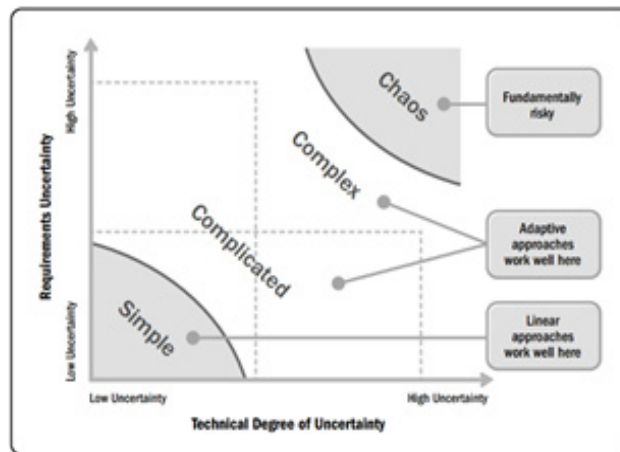 Requirements Uncertainty
High Uncertainty
Low Uncertainty
Chaos
Complex
Complicated
Simple
Fundamentally
risky
Adaptive
approaches
work well here
Linear
approaches
work well here
Low Uncertainty
High Uncertainty
Technical Degree of Uncertainty